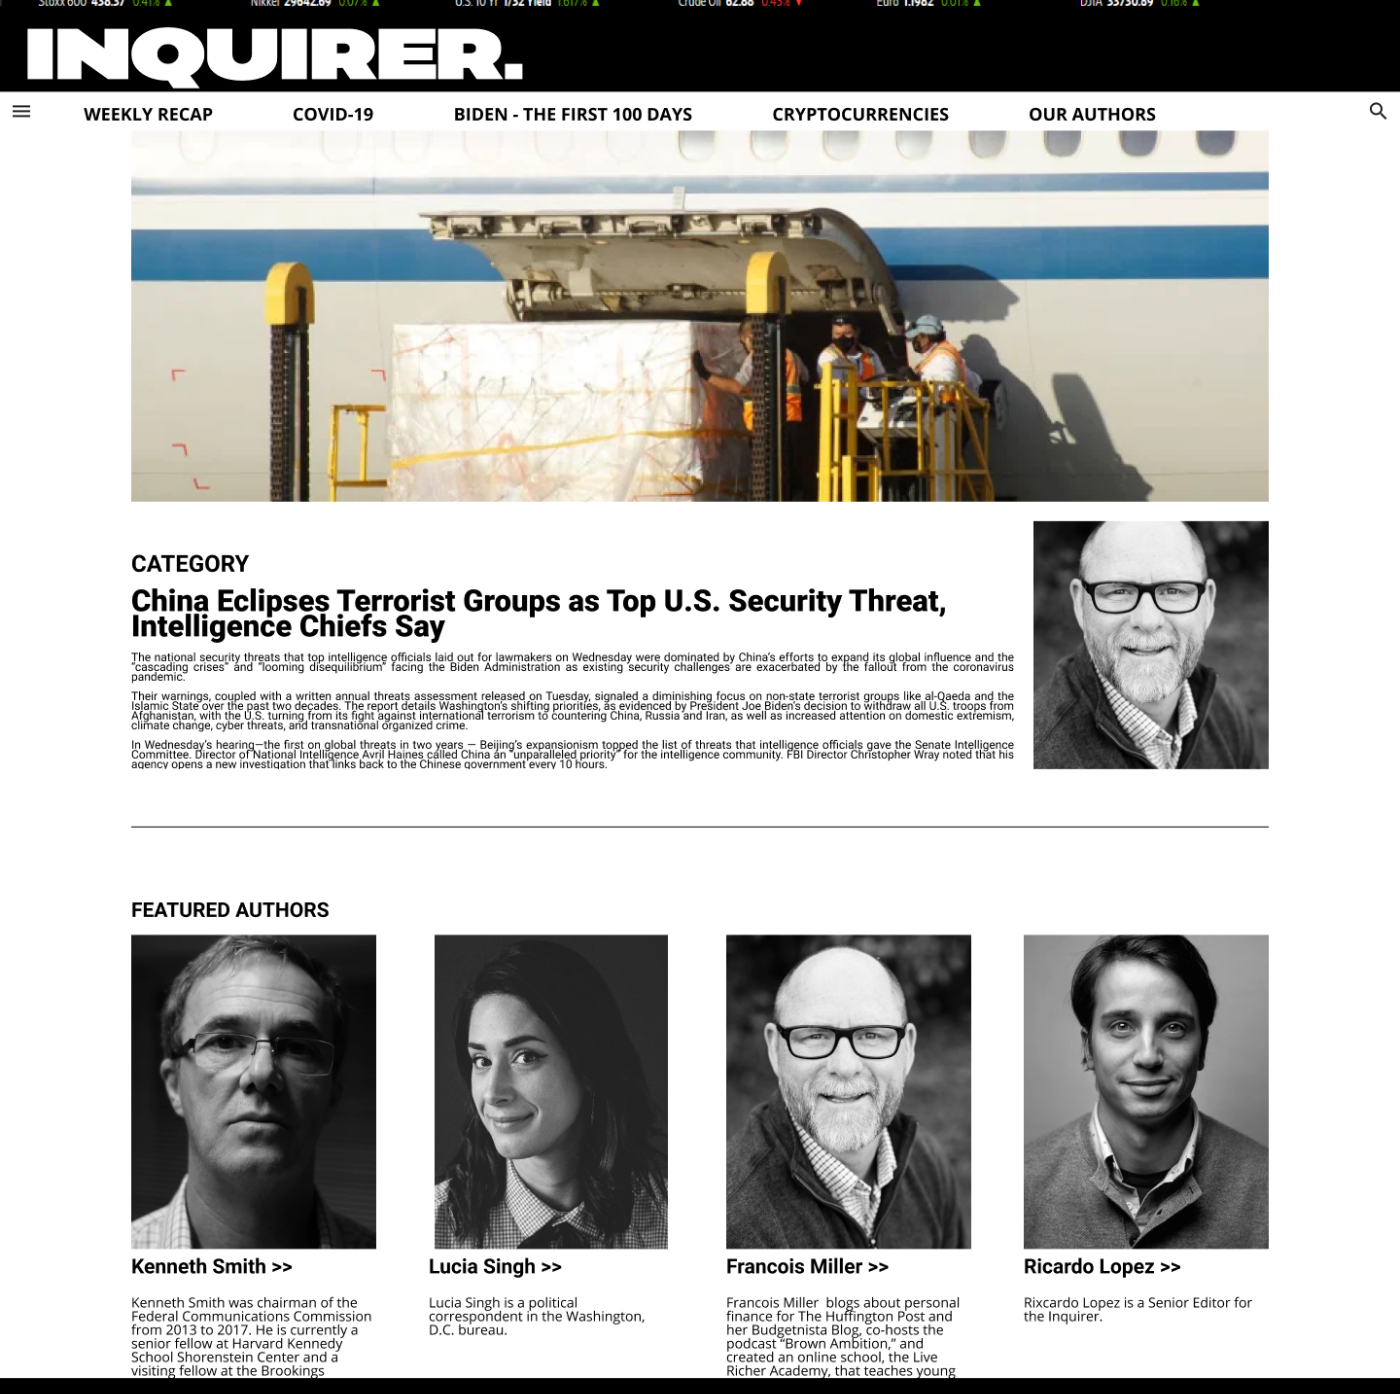 Stoxx 600 438.37 0.41% ▲ Nikkei 29642.69 0.07% ▲ U.S. 10 Yr 1/32 Yield 1.617% ▲ Crude Oil 62.88 0.43% ▼ Euro 1.1982 0.01% ▲ DJIA 33730.89 0.16% ▲
INQUIRER.
WEEKLY RECAP COVID-19 BIDEN - THE FIRST 100 DAYS CRYPTOCURRENCIES OUR AUTHORS
CATEGORY
China Eclipses Terrorist Groups as Top U.S. Security Threat,
Intelligence Chiefs Say
The national security threats that top intelligence officials laid out for lawmakers on Wednesday were dominated by China's efforts to expand its global influence and the
"cascading crises" and "looming disequilibrium" facing the Biden Administration as existing security challenges are exacerbated by the fallout from the coronavirus
pandemic.
Their warnings, coupled with a written annual threats assessment released on Tuesday, signaled a diminishing focus on non-state terrorist groups like al-Qaeda and the
Islamic State over the past two decades. The report details Washington's shifting priorities, as evidenced by President Joe Biden's decision to withdraw all U.S. troops from
Afghanistan, with the U.S. turning from its fight against international terrorism to countering China, Russia and Iran, as well as increased attention on domestic extremism,
climate change, cyber threats, and transnational organized crime.
In Wednesday's hearing—the first on global threats in two years — Beijing's expansionism topped the list of threats that intelligence officials gave the Senate Intelligence
Committee. Director of National Intelligence Avril Haines called China an "unparalleled priority" for the intelligence community. FBI Director Christopher Wray noted that his
agency opens a new investigation that links back to the Chinese government every 10 hours.
FEATURED AUTHORS
Kenneth Smith >>
Kenneth Smith was chairman of the
Federal Communications Commission
from 2013 to 2017. He is currently a
senior fellow at Harvard Kennedy
School Shorenstein Center and a
visiting fellow at the Brookings
Lucia Singh >>
Lucia Singh is a political
correspondent in the Washington,
D.C. bureau.
Francois Miller >>
Francois Miller  blogs about personal
finance for The Huffington Post and
her Budgetnista Blog, co-hosts the
podcast "Brown Ambition," and
created an online school, the Live
Richer Academy, that teaches young
Ricardo Lopez >>
Rixcardo Lopez is a Senior Editor for
the Inquirer.